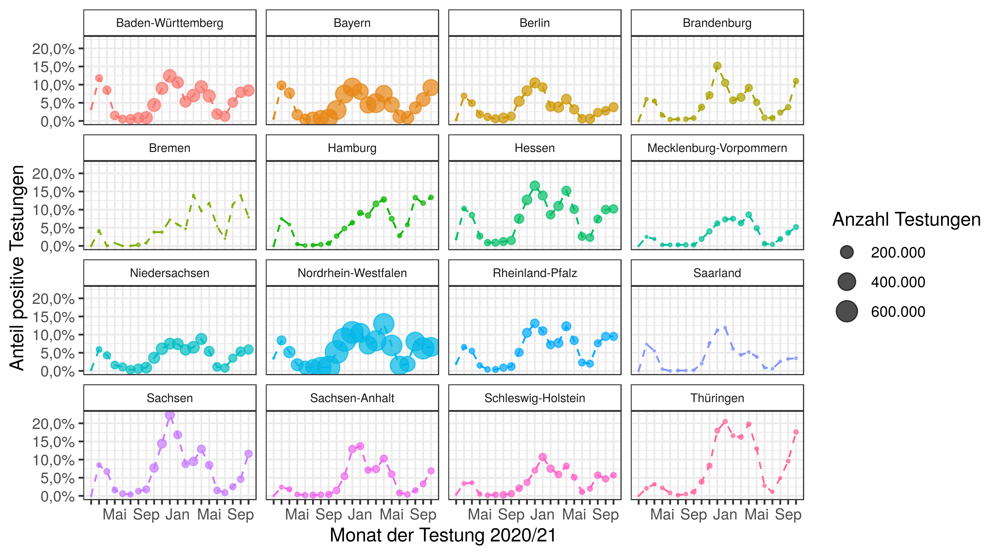 Baden-Württemberg
Bayern
Berlin
Brandenburg
20,0%
15,0%
10,0%
5,0%
0,0%
Bremen
Hamburg
Hessen
Mecklenburg-Vorpommern
20,0%
15,0%
10,0%
5,0%
0,0%
Niedersachsen
Nordrhein-Westfalen
Rheinland-Pfalz
Saarland
20,0%
15,0%
10,0%
5,0%
0,0%
Sachsen
Sachsen-Anhalt
Schleswig-Holstein
Thüringen
20,0%
15,0%
10,0%
5,0%
0,0%
Mai Sep Jan Mai Sep
Mai Sep Jan Mai Sep
Mai Sep Jan Mai Sep
Mai Sep Jan Mai Sep
Monat der Testung 2020/21
Anteil positive Testungen
Anzahl Testungen
200.000
400.000
600.000